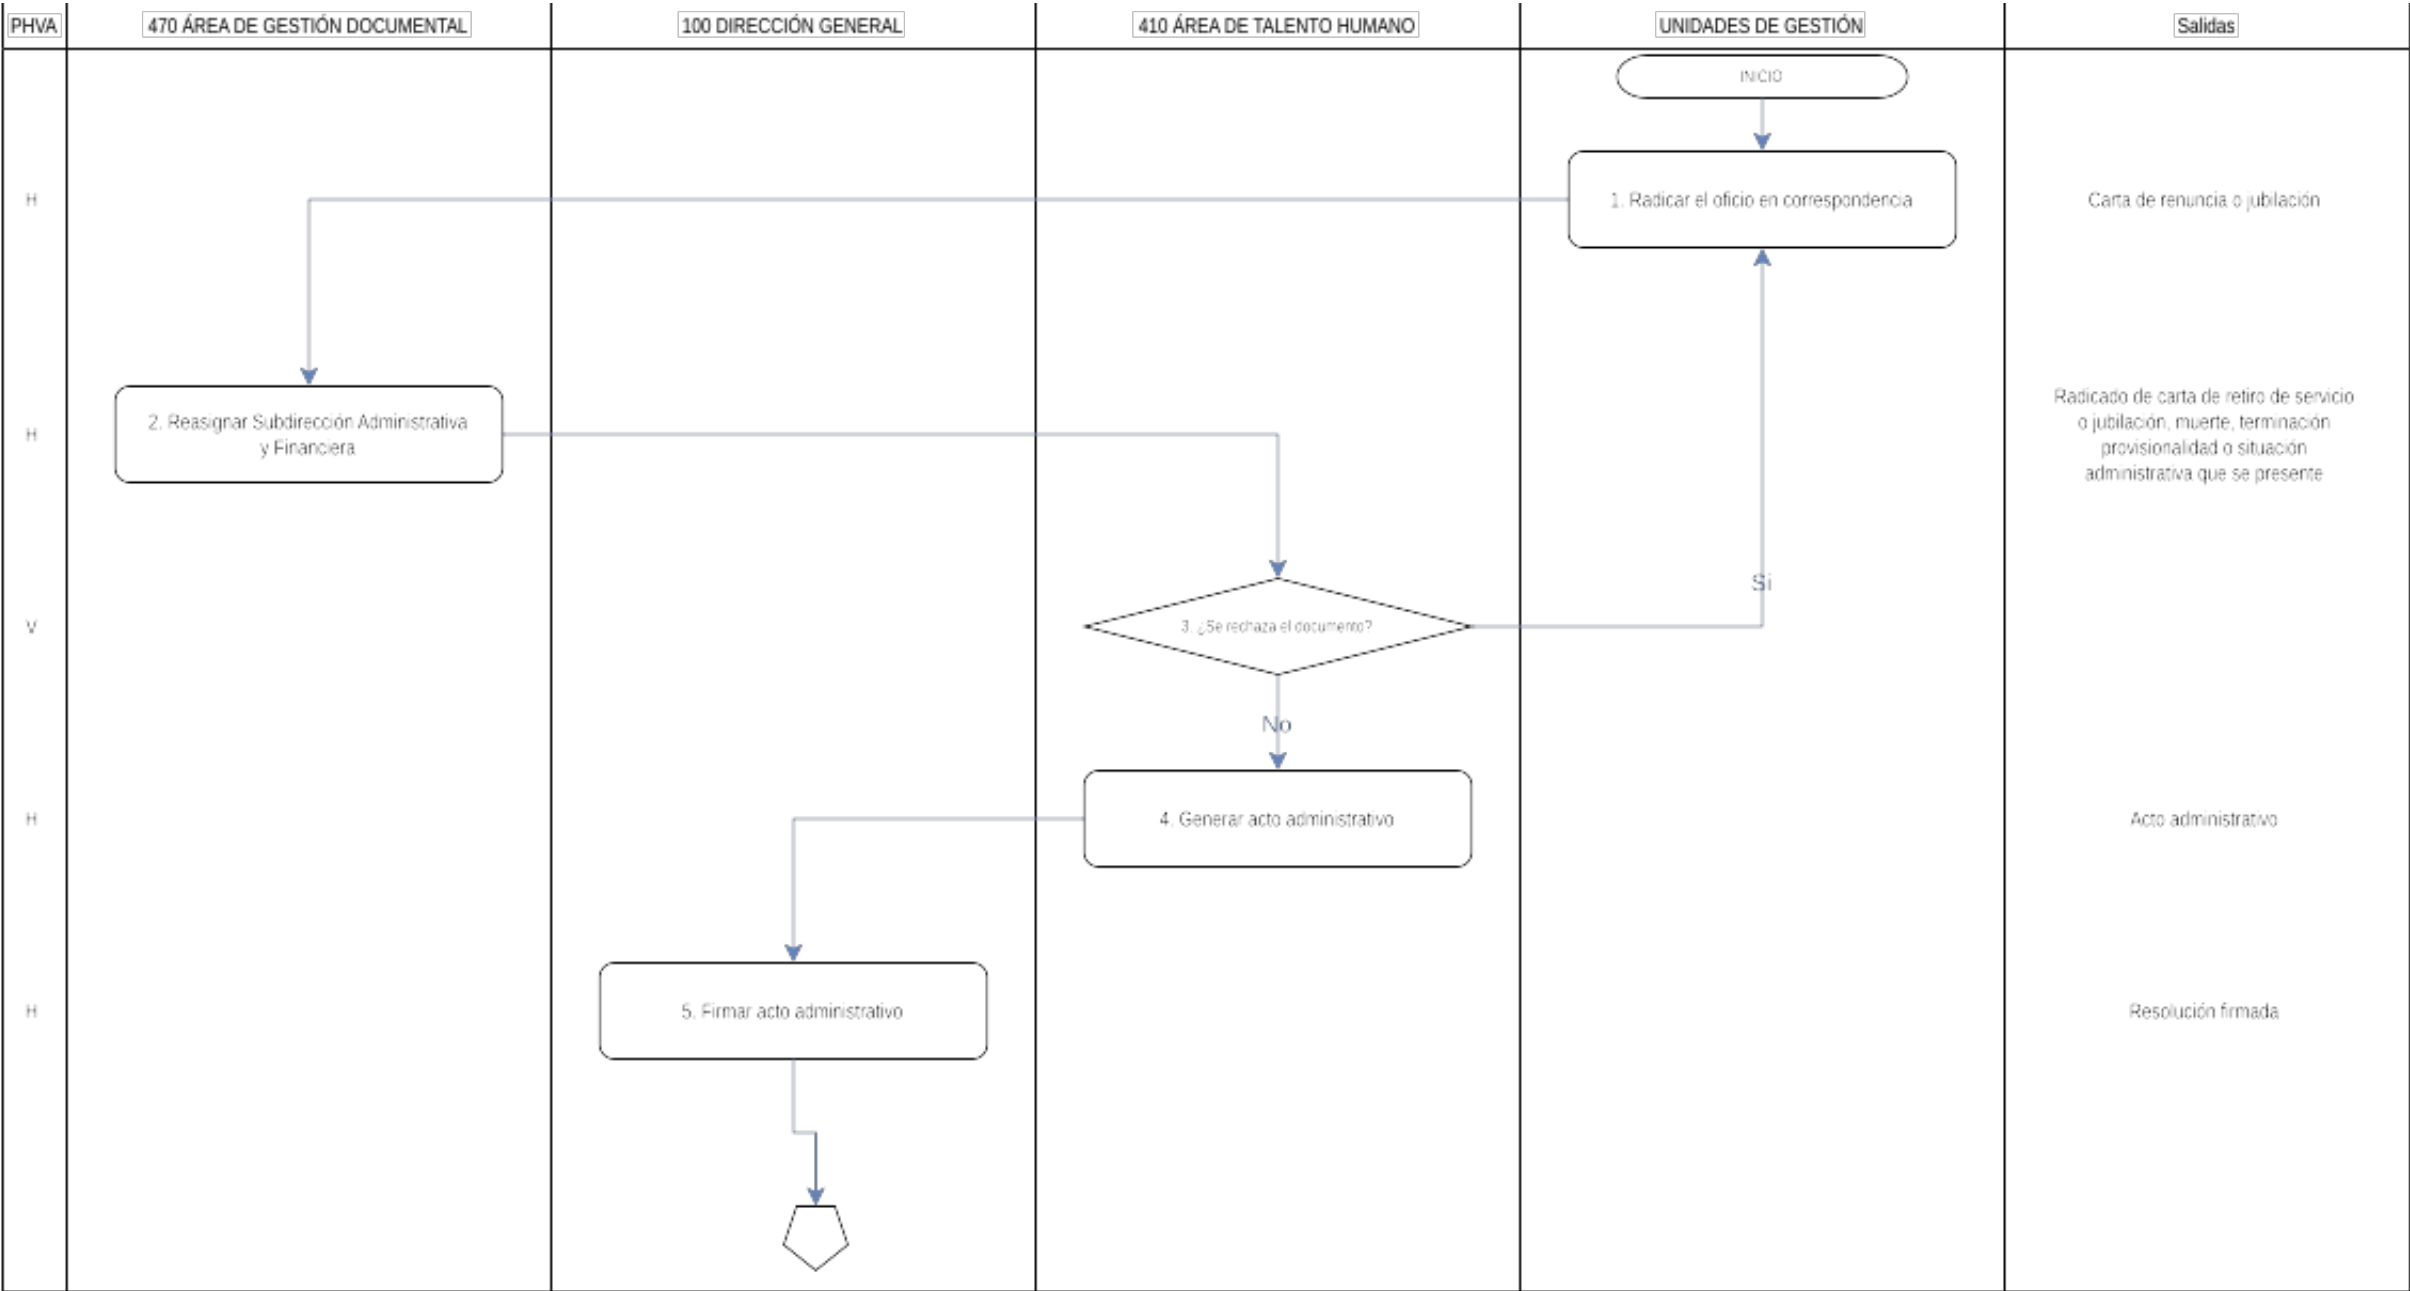 PHVA
470 ÁREA DE GESTIÓN DOCUMENTAL
100 DIRECCIÓN GENERAL
410 ÁREA DE TALENTO HUMANO
UNIDADES DE GESTIÓN
Salidas
INICIO
H
1. Radicar el oficio en correspondencia
Carta de renuncia o jubilación
H
2. Reasignar Subdirección Administrativa
y Financiera
Radicado de carta de retiro de servicio
o jubilación, muerte, terminación
provisionalidad o situación
administrativa que se presente
V
3. ¿Se rechaza el documento?
Si
No
H
4. Generar acto administrativo
Acto administrativo
H
5. Firmar acto administrativo
Resolución firmada